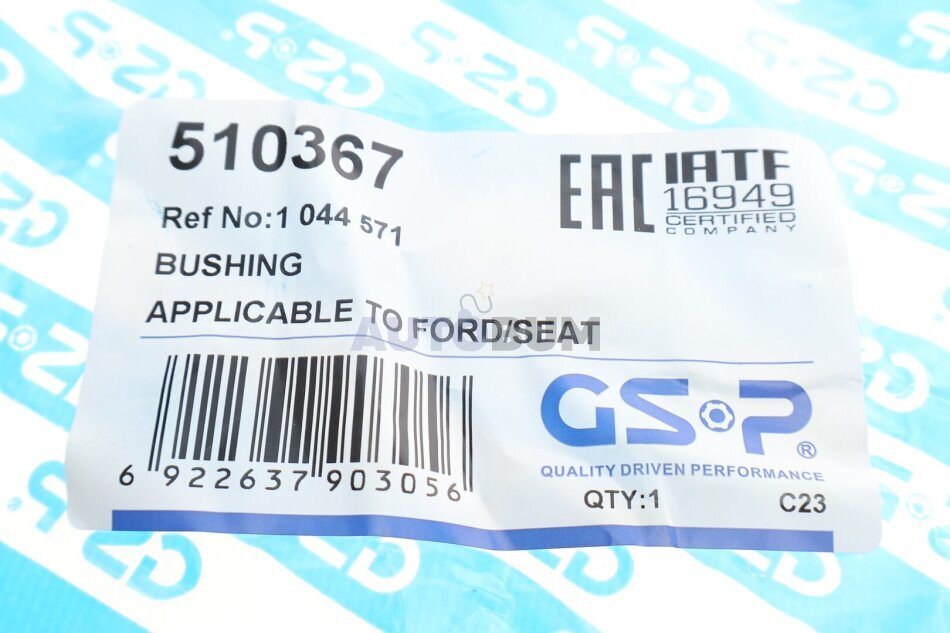 510367
Ref No:1 044 571
BUSHING
APPLICABLE TO FORD/SEAT
EAC
IATF
16949
CERTIFIED
COMPANY
AUTOBUM
6 922637 903056
GSP®
QUALITY DRIVEN PERFORMANCE
QTY:1
C23